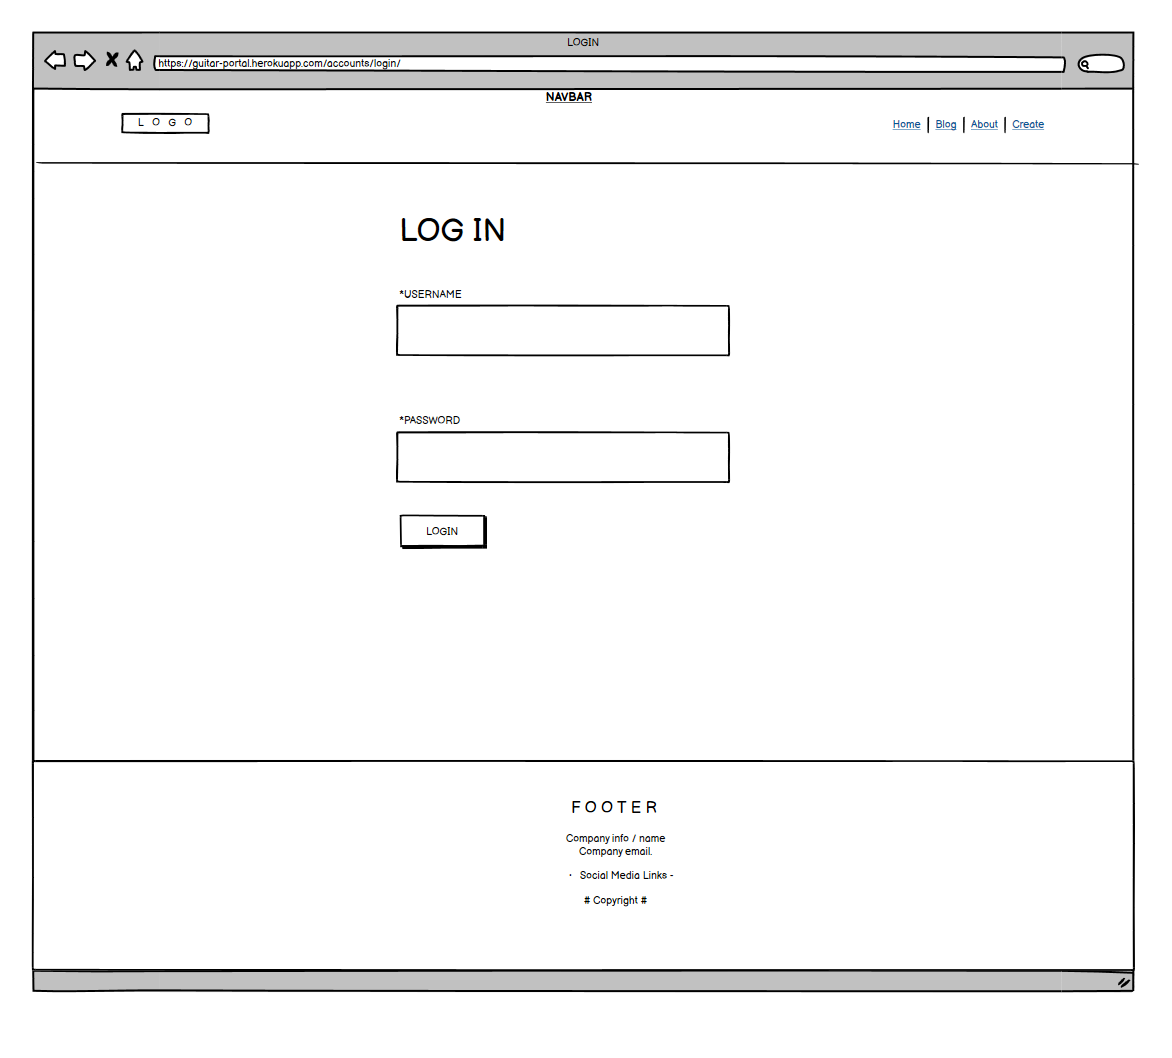 LOGIN
https://guitar-portal.herokuapp.com/accounts/login/
NAVBAR
L O G O
Home | Blog | About | Create
LOG IN
*USERNAME
*PASSWORD
LOGIN
FOOTER
Company info / name
Company email.
· Social Media Links -
# Copyright #